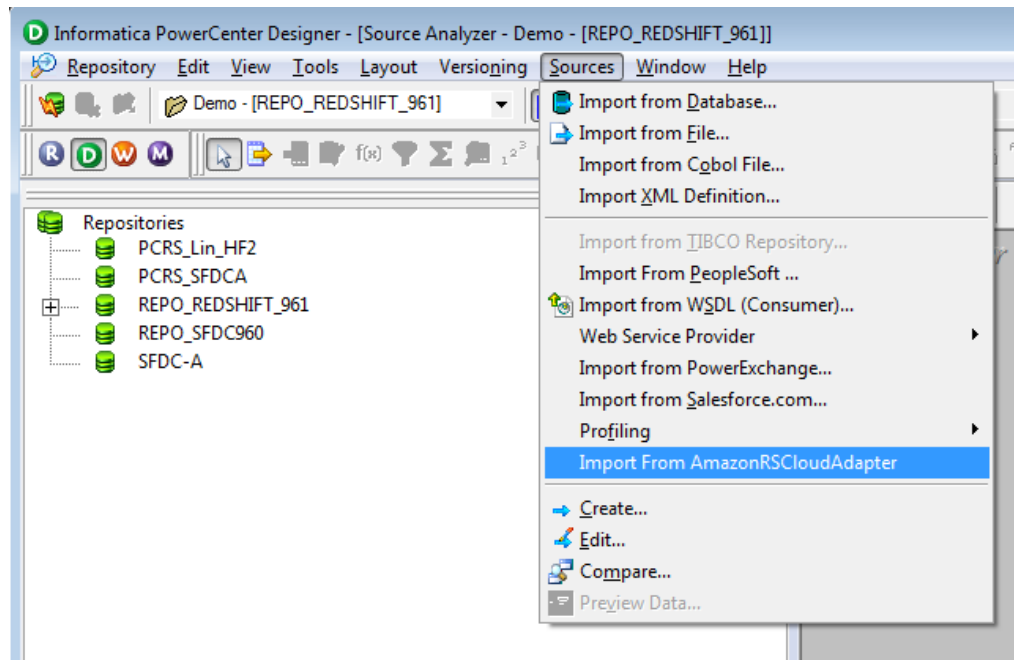 Informatica PowerCenter Designer - [Source Analyzer - Demo - [REPO_REDSHIFT_961]]
Repository Edit View Tools Layout Versioning Sources Window Help
Demo - [REPO_REDSHIFT_961]
R D W M f(x) Σ 1 2 3
Repositories
PCRS_Lin_HF2
PCRS_SFDCA
REPO_REDSHIFT_961
REPO_SFDC960
SFDC-A
Import from Database...
Import from File...
Import from Cobol File...
Import XML Definition...
Import from TIBCO Repository...
Import From PeopleSoft ...
Import from WSDL (Consumer)...
Web Service Provider
Import from PowerExchange...
Import from Salesforce.com...
Profiling
Import From AmazonRSCloudAdapter
Create...
Edit...
Compare...
Preview Data...